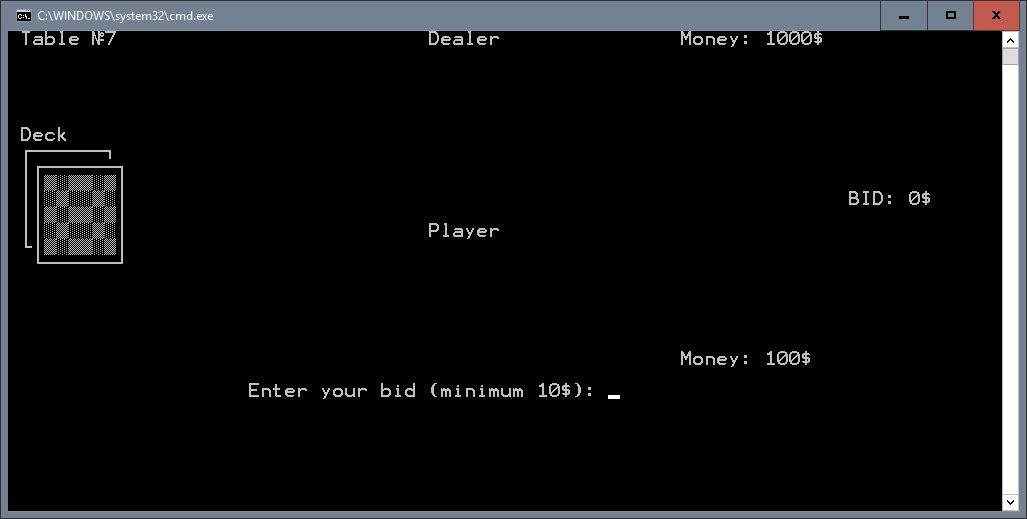 C:\WINDOWS\system32\cmd.exe
Table №7 Dealer Money: 1000$
Deck
BID: 0$
Player
Money: 100$
Enter your bid (minimum 10$):